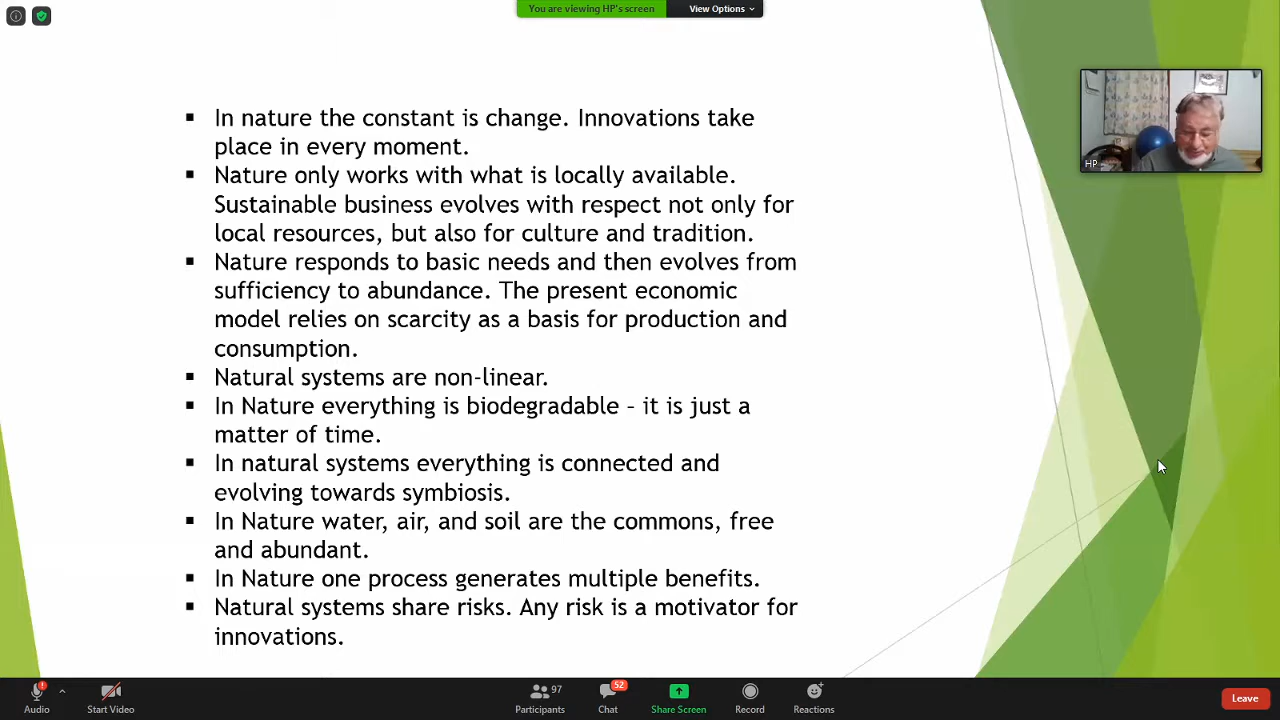 You are viewing HP's screen
View Options
▪ In nature the constant is change. Innovations take
place in every moment.
▪ Nature only works with what is locally available.
Sustainable business evolves with respect not only for
local resources, but also for culture and tradition.
▪ Nature responds to basic needs and then evolves from
sufficiency to abundance. The present economic
model relies on scarcity as a basis for production and
consumption.
▪ Natural systems are non-linear.
▪ In Nature everything is biodegradable – it is just a
matter of time.
▪ In natural systems everything is connected and
evolving towards symbiosis.
▪ In Nature water, air, and soil are the commons, free
and abundant.
▪ In Nature one process generates multiple benefits.
▪ Natural systems share risks. Any risk is a motivator for
innovations.
HP
Audio
Start Video
97
Participants
52
Chat
Share Screen
Record
Reactions
Leave